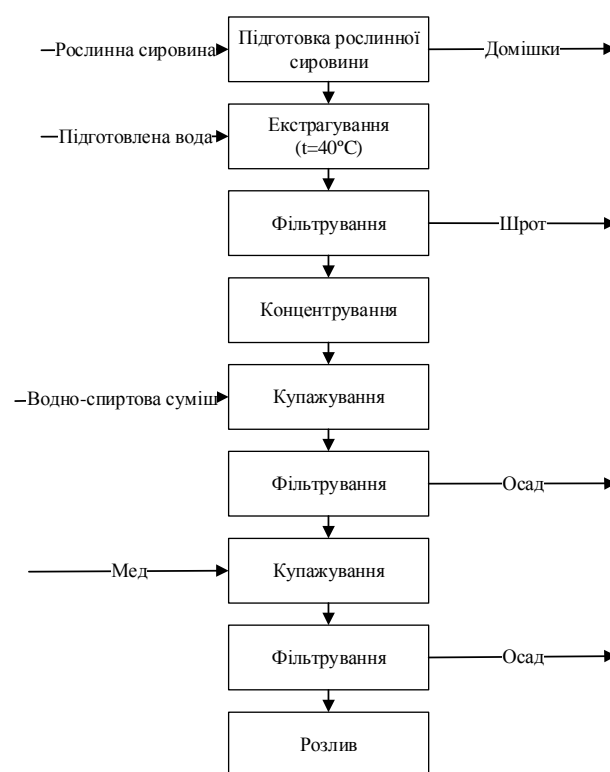 Рослинна сировина
Підготовка рослинної
сировини
Домішки
Підготовлена вода
Екстрагування
(t=40°C)
Фільтрування
Шрот
Концентрування
Водно-спиртова суміш
Купажування
Фільтрування
Осад
Мед
Купажування
Фільтрування
Осад
Розлив